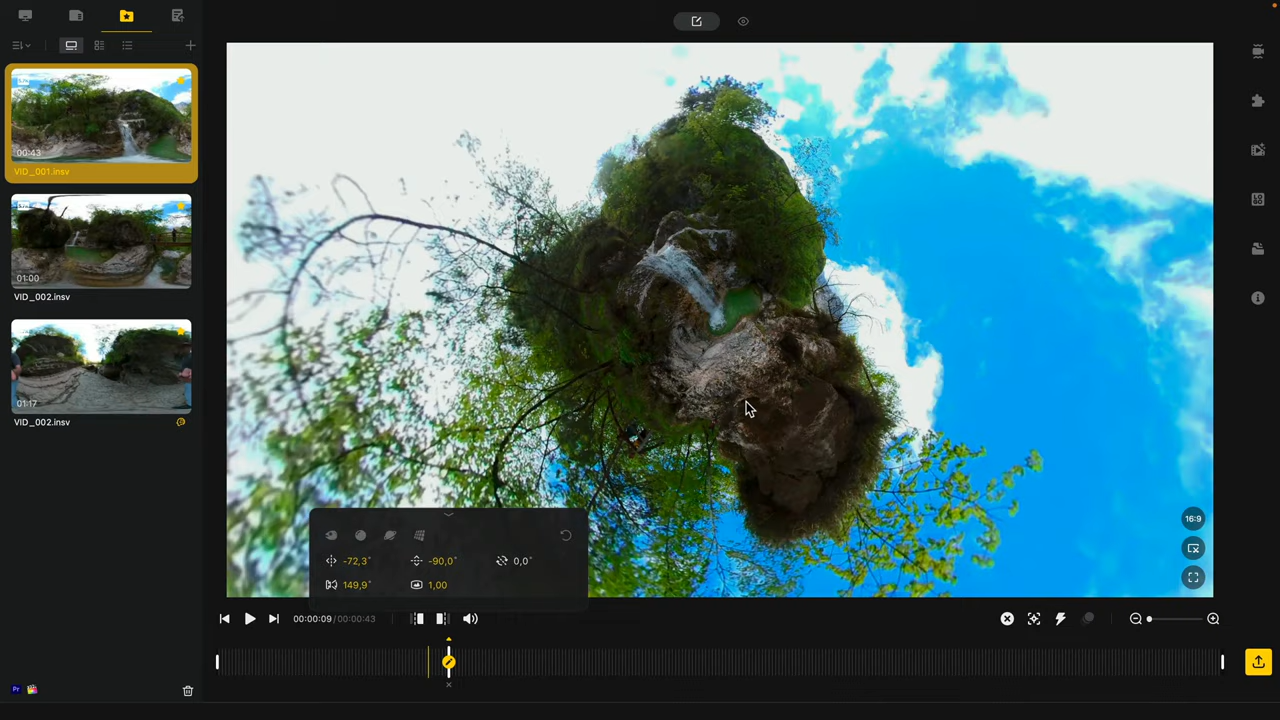 00:43
VID_001.insv
01:00
VID_002.insv
01:17
VID_002.insv
16:9
-72,3°
-90,0°
0,0°
149,9°
1,00
00:00:09 / 00:00:43
Pr